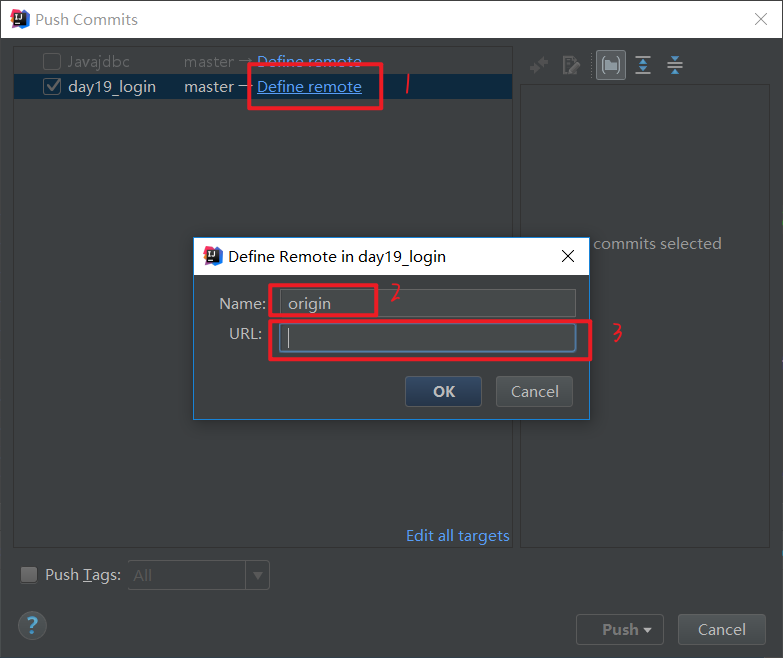 Push Commits
Javajdbc master → Define remote
day19_login master → Define remote
1
commits selected
Define Remote in day19_login
Name: origin
2
URL:
3
OK Cancel
Edit all targets
Push Tags: All
? Push Cancel